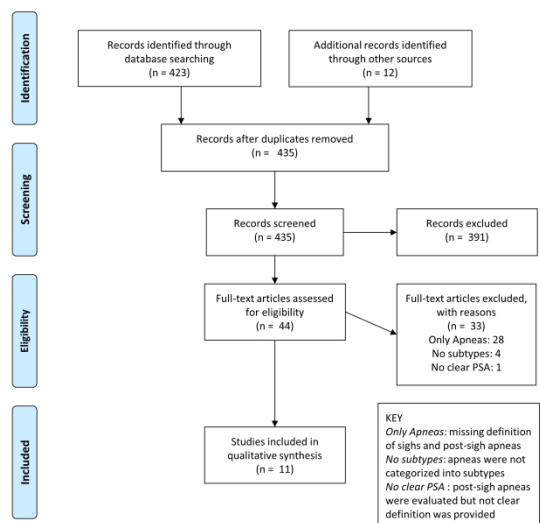 Identification
Records identified through
database searching
(n = 423)
Additional records identified
through other sources
(n = 12)
Records after duplicates removed
(n = 435)
Screening
Records screened
(n = 435)
Records excluded
(n = 391)
Eligibility
Full-text articles assessed
for eligibility
(n = 44)
Full-text articles excluded,
with reasons
(n = 33)
Only Apneas: 28
No subtypes: 4
No clear PSA: 1
Included
Studies included in
qualitative synthesis
(n = 11)
KEY
Only Apneas: missing definition
of sighs and post-sigh apneas
No subtypes: apneas were not
categorized into subtypes
No clear PSA : post-sigh apneas
were evaluated but not clear
definition was provided